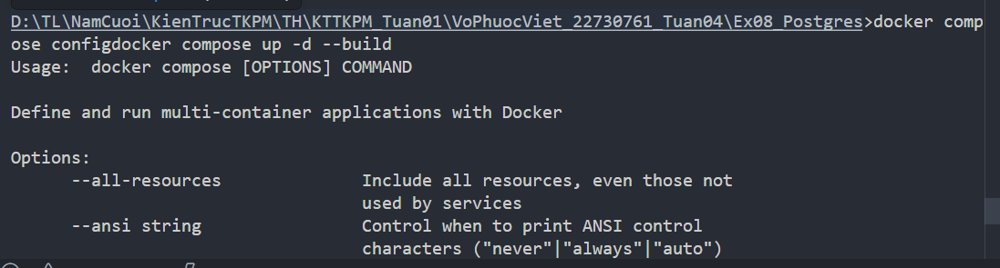 D:\TL\NamCuoi\KienTrucTKPM\TH\KTTKPM_Tuan01\VoPhuocViet_22730761_Tuan04\Ex08_Postgres>docker comp
ose configdocker compose up -d --build
Usage:  docker compose [OPTIONS] COMMAND
Define and run multi-container applications with Docker
Options:
      --all-resources              Include all resources, even those not
                                   used by services
      --ansi string                Control when to print ANSI control
                                   characters ("never"|"always"|"auto")